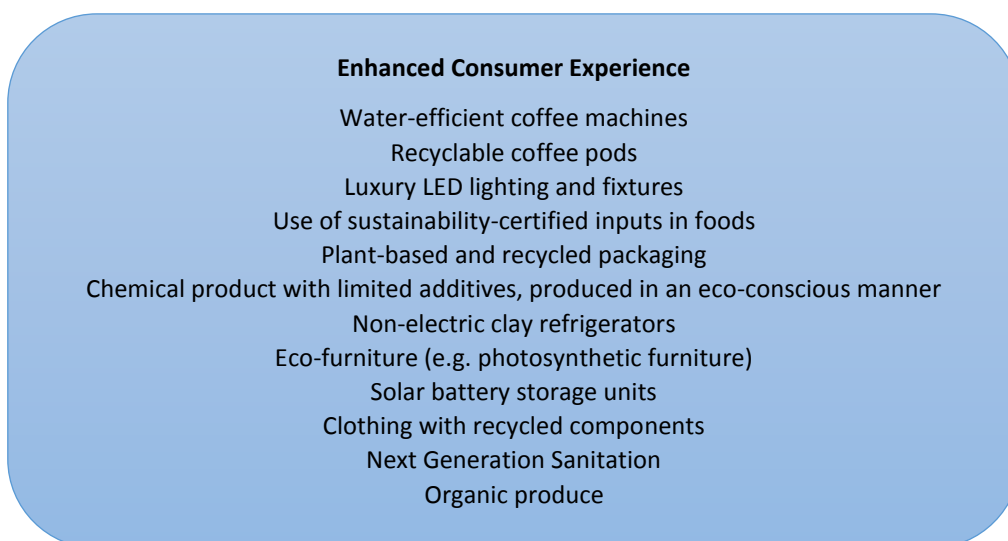 Enhanced Consumer Experience
Water-efficient coffee machines
Recyclable coffee pods
Luxury LED lighting and fixtures
Use of sustainability-certified inputs in foods
Plant-based and recycled packaging
Chemical product with limited additives, produced in an eco-conscious manner
Non-electric clay refrigerators
Eco-furniture (e.g. photosynthetic furniture)
Solar battery storage units
Clothing with recycled components
Next Generation Sanitation
Organic produce